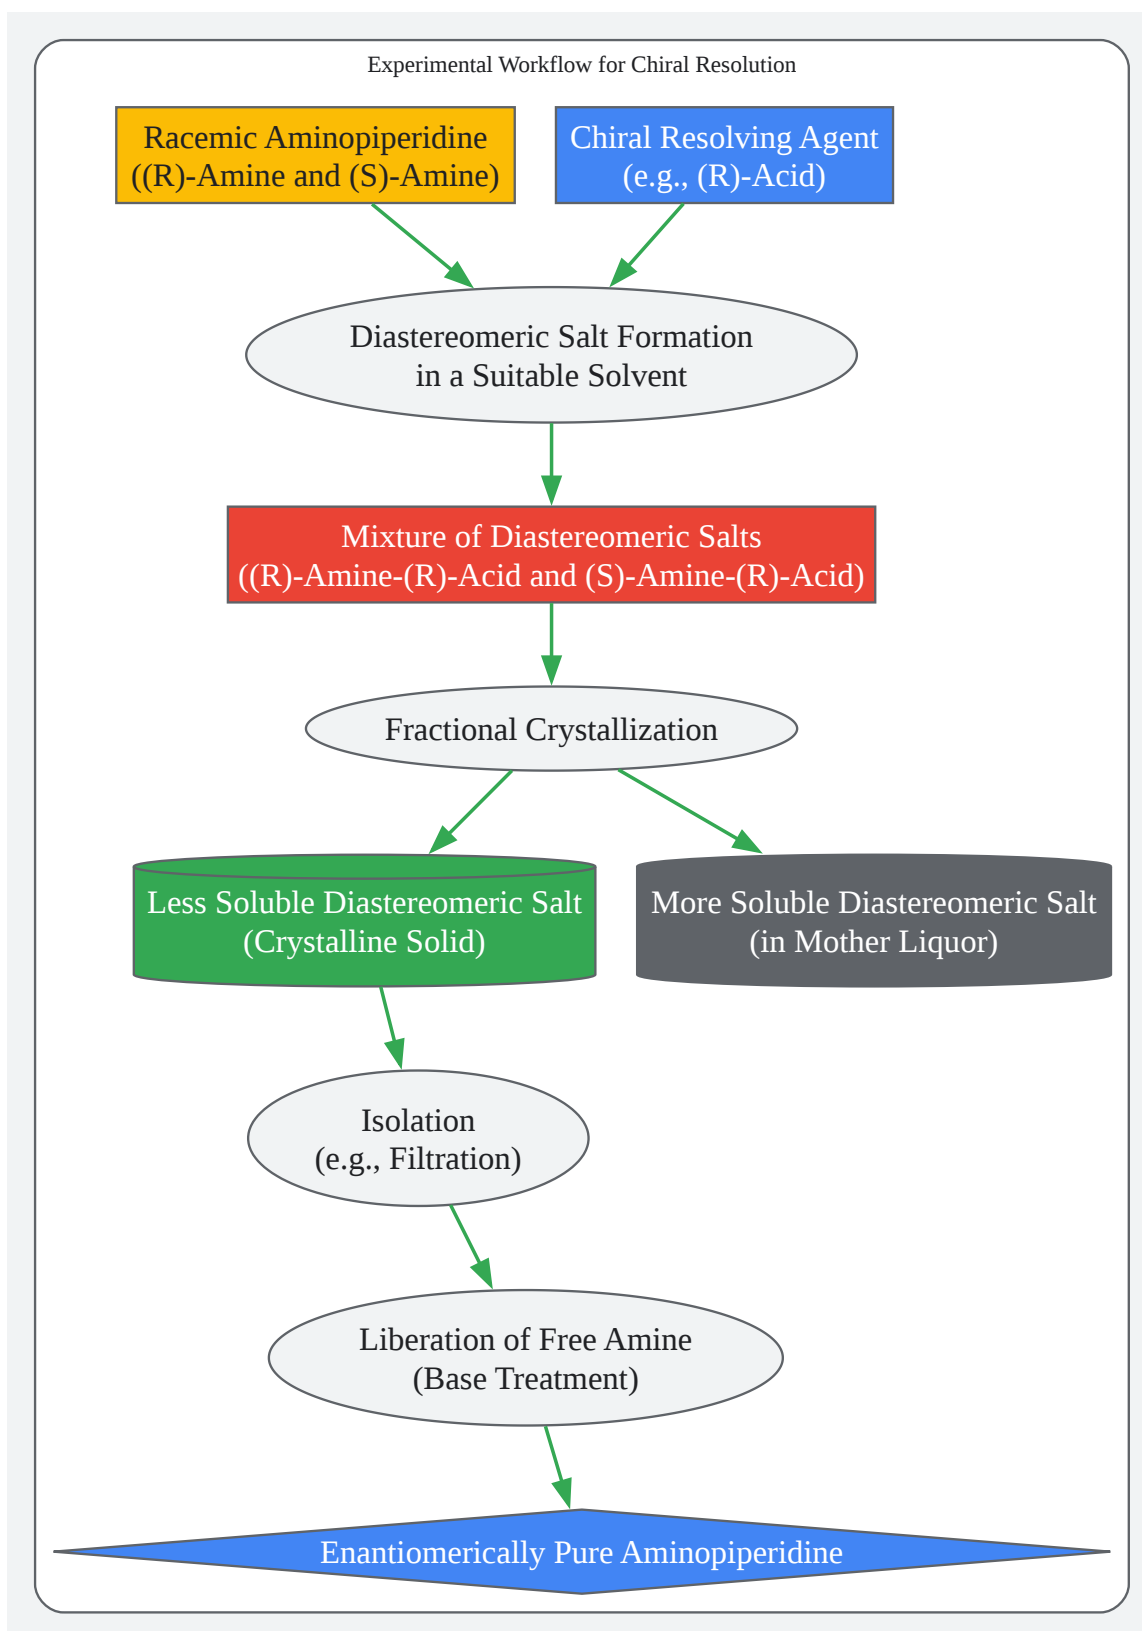 Experimental Workflow for Chiral Resolution
Racemic Aminopiperidine
((R)-Amine and (S)-Amine)
Chiral Resolving Agent
(e.g., (R)-Acid)
Diastereomeric Salt Formation
in a Suitable Solvent
Mixture of Diastereomeric Salts
((R)-Amine-(R)-Acid and (S)-Amine-(R)-Acid)
Fractional Crystallization
Less Soluble Diastereomeric Salt
(Crystalline Solid)
More Soluble Diastereomeric Salt
(in Mother Liquor)
Isolation
(e.g., Filtration)
Liberation of Free Amine
(Base Treatment)
Enantiomerically Pure Aminopiperidine